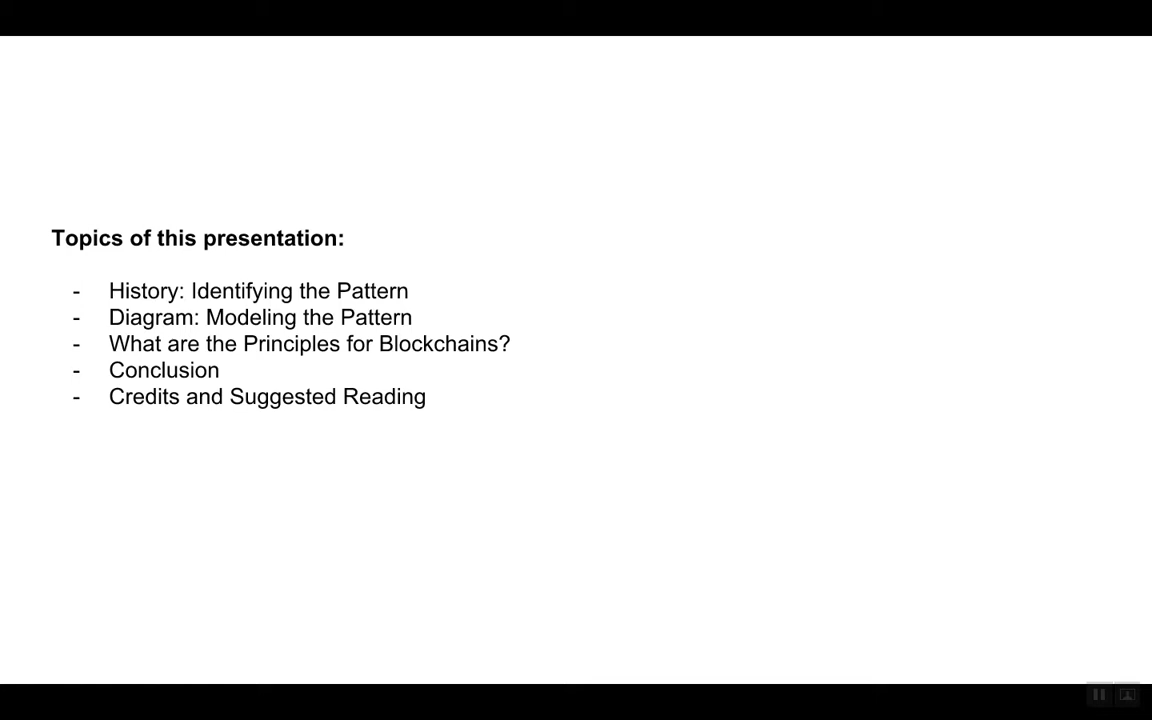 Topics of this presentation:
- History: Identifying the Pattern
- Diagram: Modeling the Pattern
- What are the Principles for Blockchains?
- Conclusion
- Credits and Suggested Reading